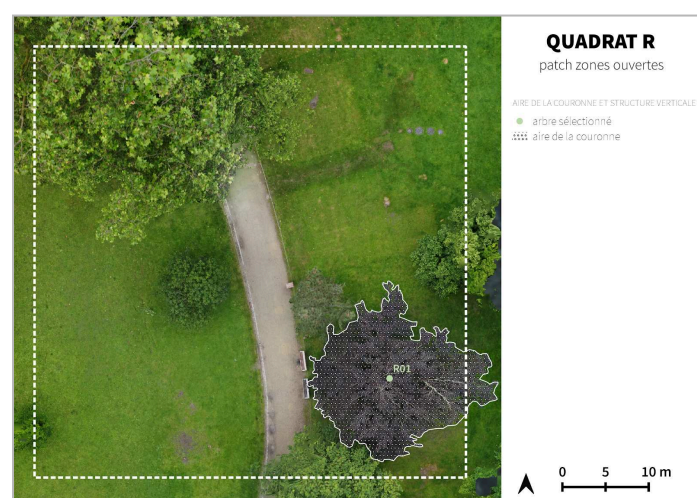 QUADRAT R
patch zones ouvertes
AIRE DE LA COURONNE ET STRUCTURE VERTICALE
arbre sélectionné
aire de la couronne
R01
0 5 10 m